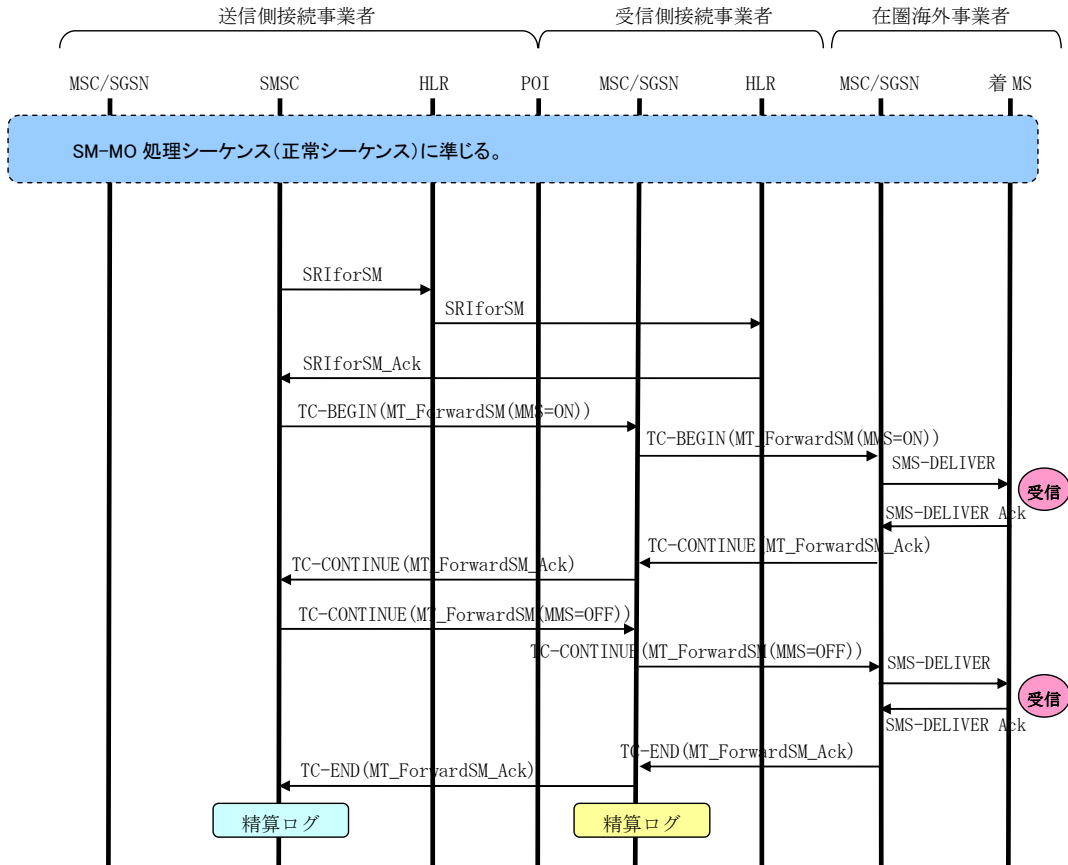 送信側接続事業者
受信側接続事業者
在圏海外事業者
MSC/SGSN
SMSC
HLR
POI
MSC/SGSN
HLR
MSC/SGSN
着 MS
SM-MO 処理シーケンス(正常シーケンス)に準じる。
SRIforSM
SRIforSM
SRIforSM_Ack
TC-BEGIN(MT_ForwardSM(MMS=ON))
TC-BEGIN(MT_ForwardSM(MMS=ON))
SMS-DELIVER
受信
SMS-DELIVER Ack
TC-CONTINUE(MT_ForwardSM_Ack)
TC-CONTINUE(MT_ForwardSM_Ack)
TC-CONTINUE(MT_ForwardSM(MMS=OFF))
TC-CONTINUE(MT_ForwardSM(MMS=OFF))
SMS-DELIVER
受信
SMS-DELIVER Ack
TC-END(MT_ForwardSM_Ack)
TC-END(MT_ForwardSM_Ack)
精算ログ
精算ログ